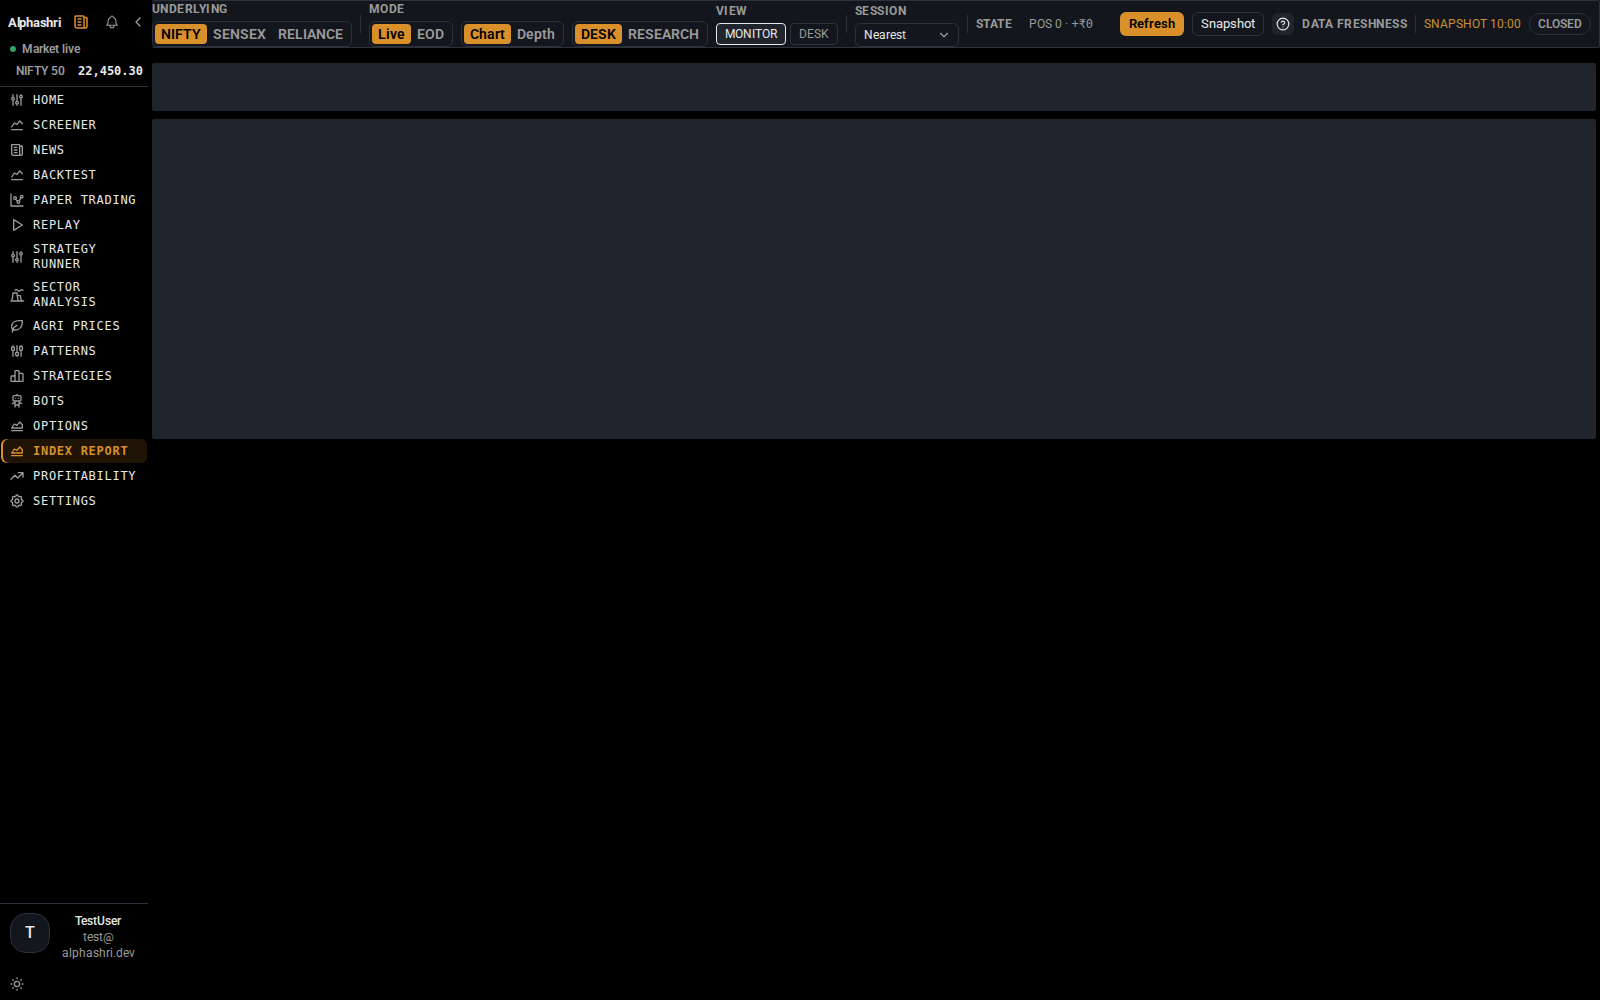 Alphashri
Market live
NIFTY 50 22,450.30
HOME
SCREENER
NEWS
BACKTEST
PAPER TRADING
REPLAY
STRATEGY
RUNNER
SECTOR
ANALYSIS
AGRI PRICES
PATTERNS
STRATEGIES
BOTS
OPTIONS
INDEX REPORT
PROFITABILITY
SETTINGS
T
TestUser
test@
alphashri.dev
UNDERLYING
NIFTY SENSEX RELIANCE
MODE
Live EOD Chart Depth DESK RESEARCH
VIEW
MONITOR DESK
SESSION
Nearest
STATE POS 0 · +₹0 Refresh Snapshot DATA FRESHNESS SNAPSHOT 10:00 CLOSED